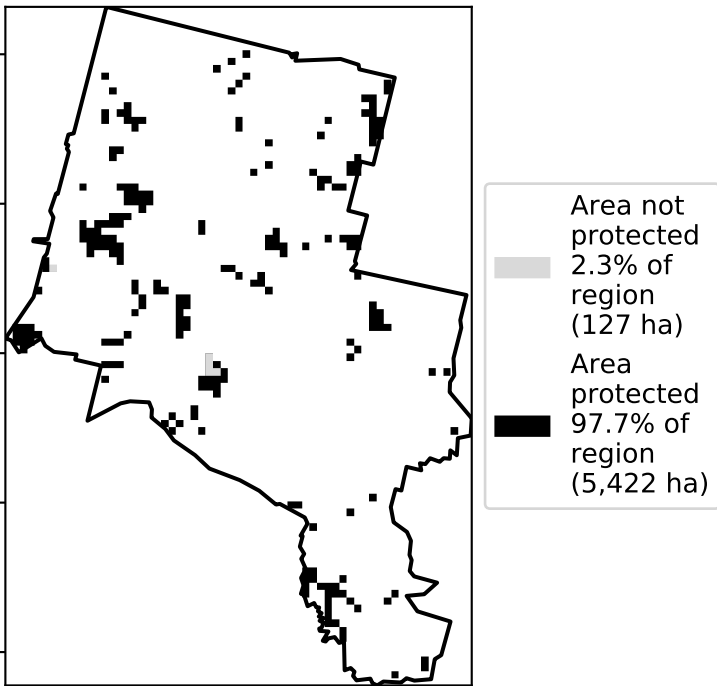 Area not
protected
2.3% of
region
(127 ha)
Area
protected
97.7% of
region
(5,422 ha)